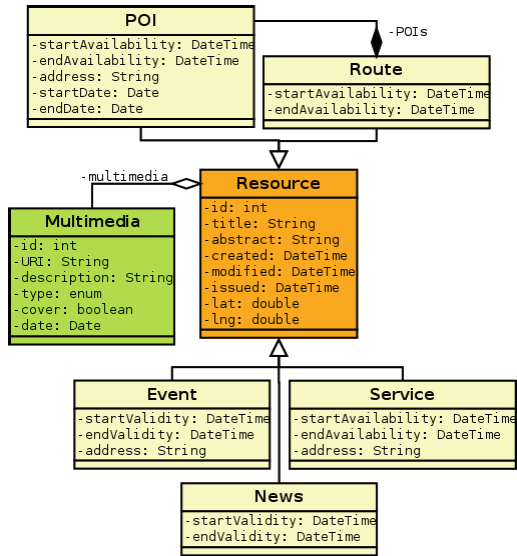 POI
-startAvailability: DateTime
-endAvailability: DateTime
-address: String
-startDate: Date
-endDate: Date
-POIs
Route
-startAvailability: DateTime
-endAvailability: DateTime
-multimedia
Resource
-id: int
-title: String
-abstract: String
-created: DateTime
-modified: DateTime
-issued: DateTime
-lat: double
-lng: double
Multimedia
-id: int
-URI: String
-description: String
-type: enum
-cover: boolean
-date: Date
Event
-startValidity: DateTime
-endValidity: DateTime
-address: String
Service
-startAvailability: DateTime
-endAvailability: DateTime
-address: String
News
-startValidity: DateTime
-endValidity: DateTime